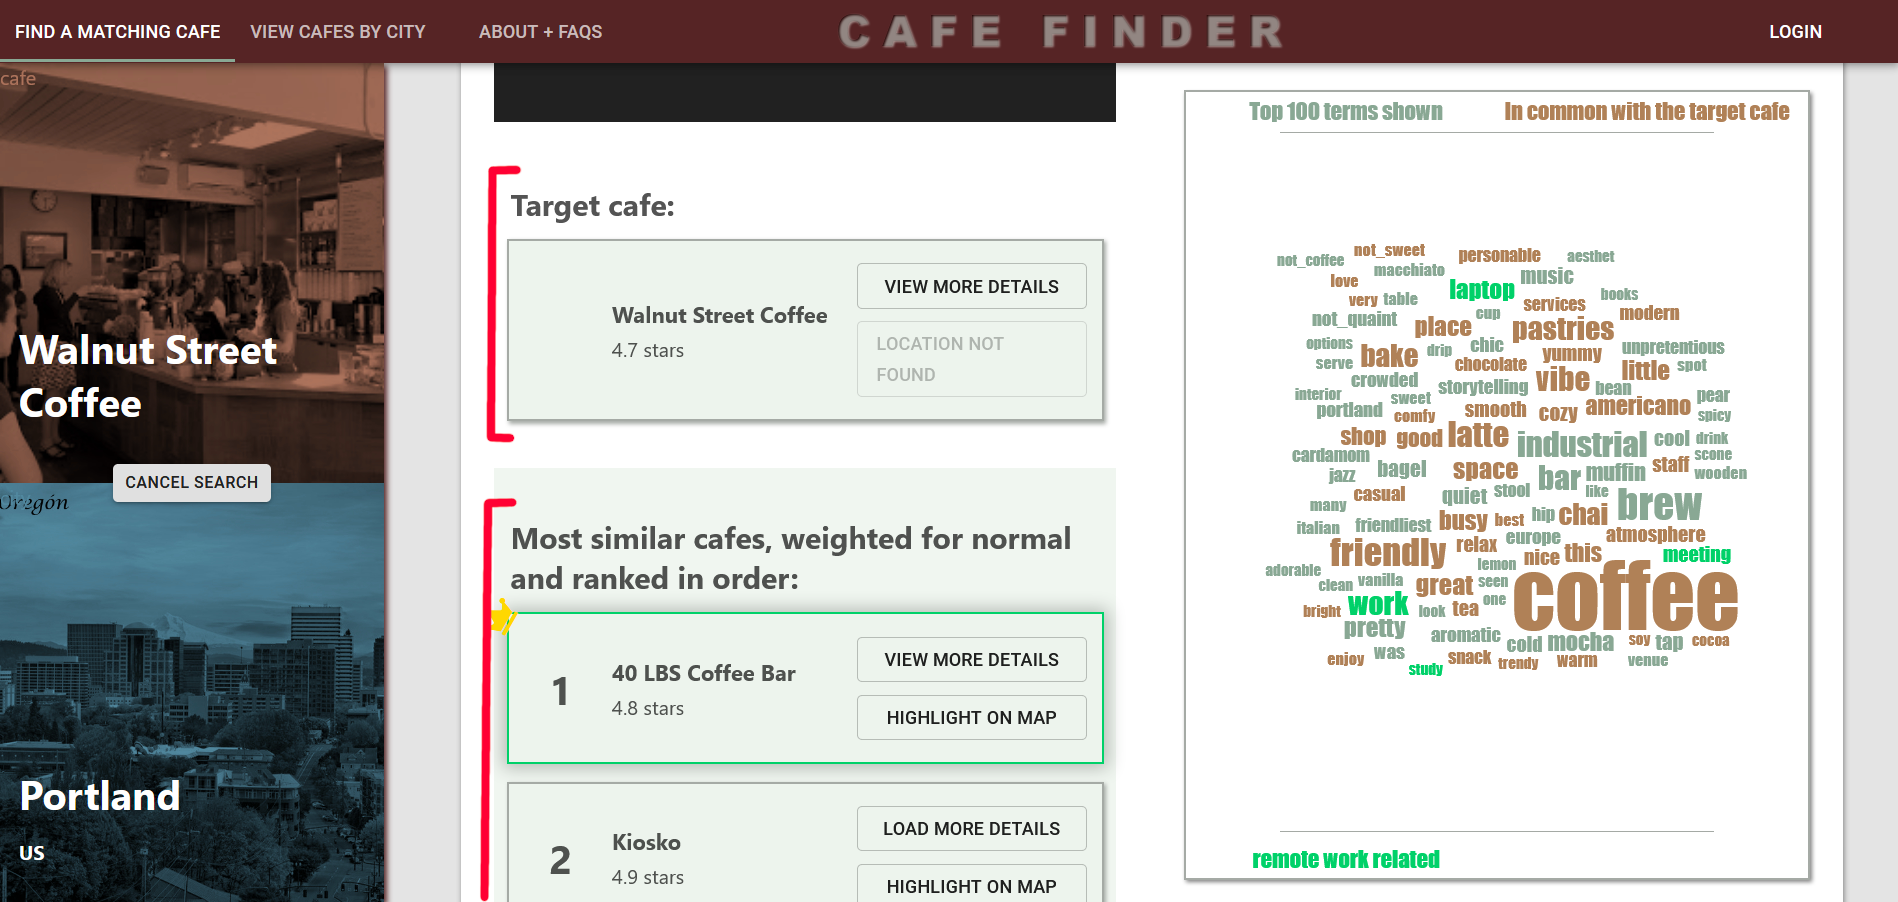 FIND A MATCHING CAFE
VIEW CAFES BY CITY
ABOUT + FAQS
CAFE FINDER
LOGIN
cafe
Walnut Street
Coffee
CANCEL SEARCH
Oregón
Portland
US
Target cafe:
Walnut Street Coffee
4.7 stars
VIEW MORE DETAILS
LOCATION NOT
FOUND
Most similar cafes, weighted for normal
and ranked in order:
1
40 LBS Coffee Bar
4.8 stars
VIEW MORE DETAILS
HIGHLIGHT ON MAP
2
Kiosko
4.9 stars
LOAD MORE DETAILS
HIGHLIGHT ON MAP
Top 100 terms shown
In common with the target cafe
not_coffee not_sweet personable aesthet
love macchiato laptop music
very table cup services books
not_quaint place pastries modern
options bake drip chic yummy unpretentious
serve chocolate little spot
crowded storytelling vibe bean
interior sweet americano pear
portland comfy smooth cozy spicy
shop good latte industrial cool drink
cardamom scone
jazz bagel space bar muffin staff wooden
many casual quiet stool like brew
italian friendliest busy best hip chai
friendly relax europe atmosphere
adorable lemon nice this meeting
clean vanilla great seen coffee
bright work look tea one
pretty aromatic cold mocha soy tap cocoa
enjoy was study snack trendy warm venue
remote work related